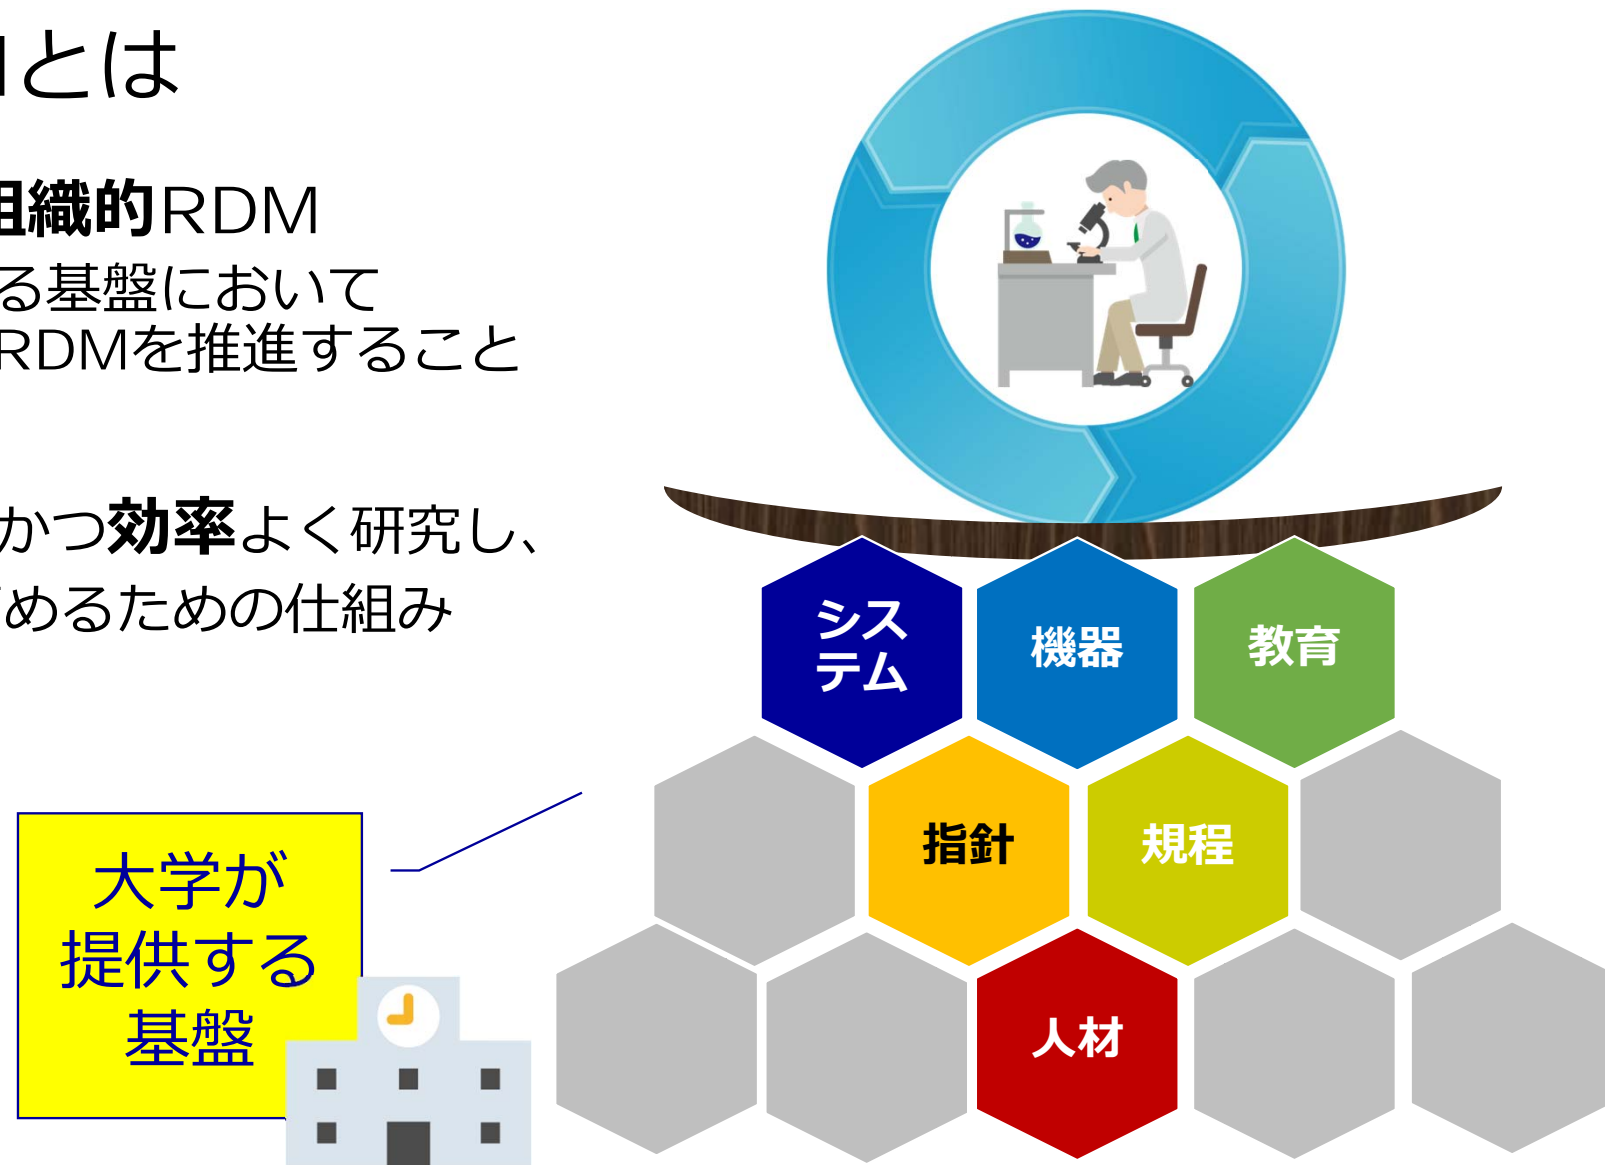 とは
組織的RDM
る基盤において
RDMを推進すること
かつ効率よく研究し、
めるための仕組み
シス
テム
機器
教育
指針
規程
大学が
提供する
基盤
人材